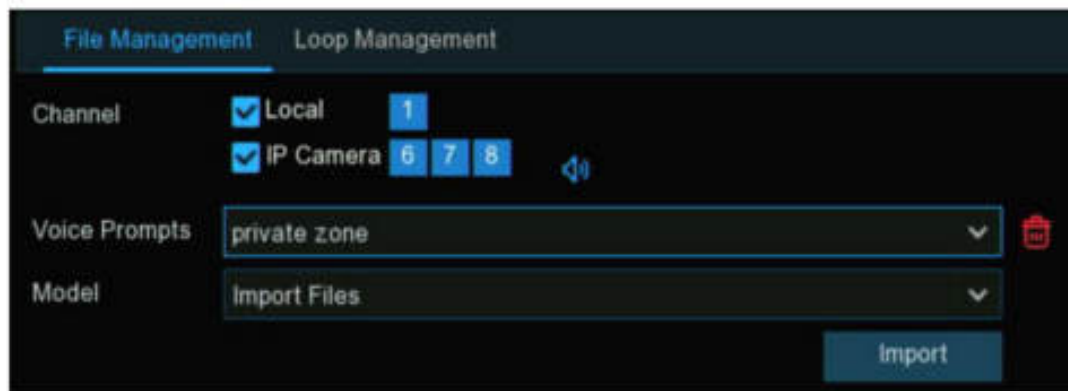 File Management Loop Management
Channel Local 1
IP Camera 6 7 8
Voice Prompts private zone
Model Import Files
Import